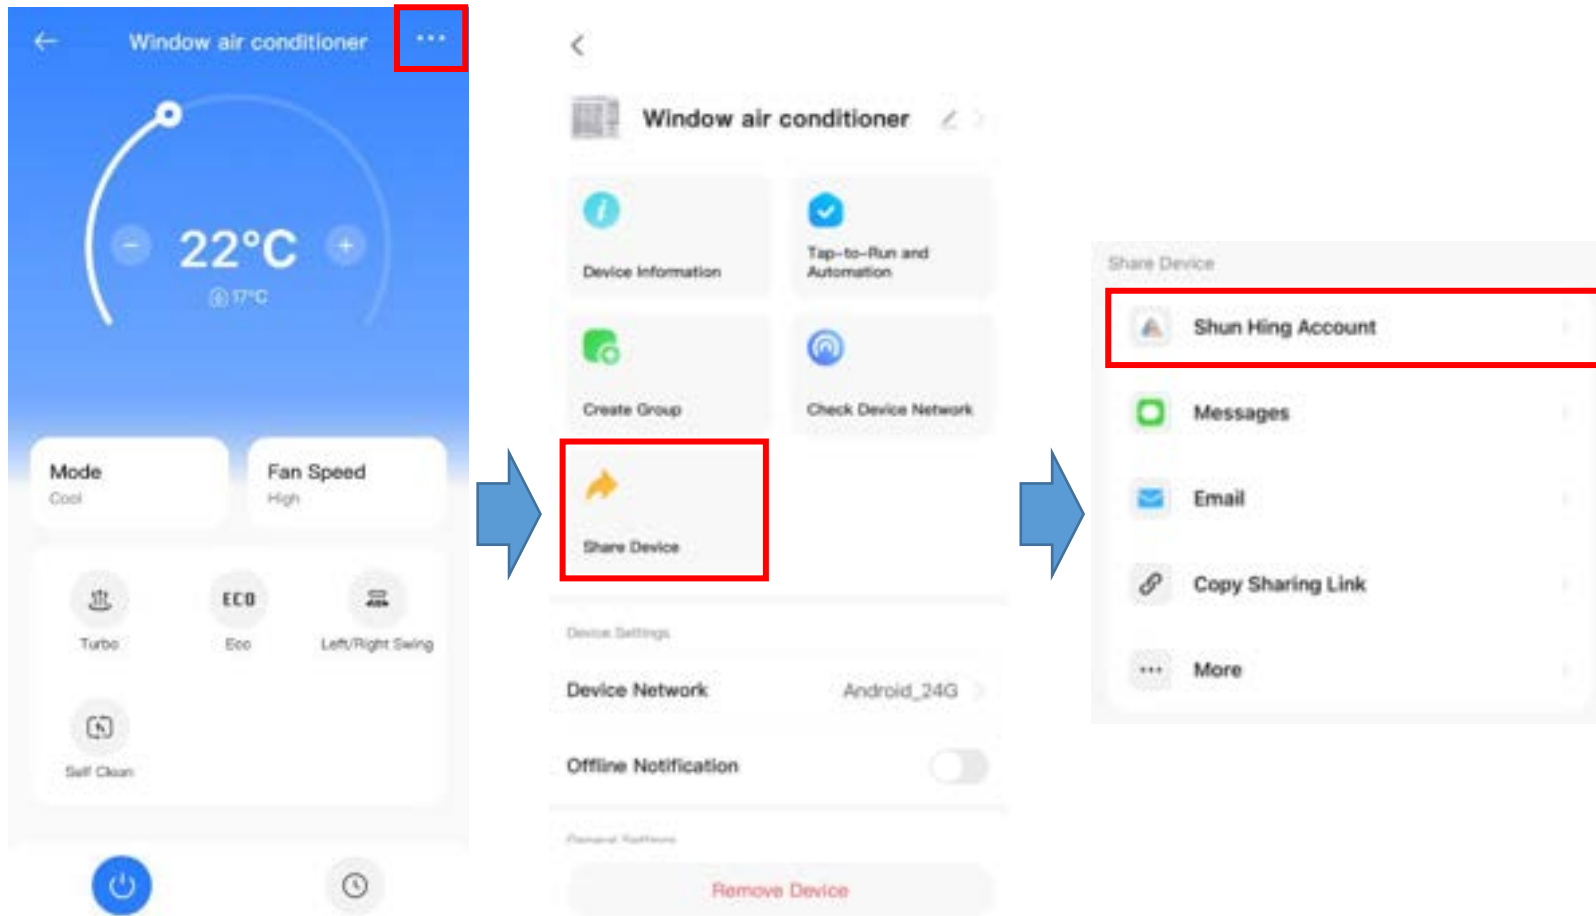 Window air conditioner
22°C
17°C
Mode
Cool
Fan Speed
High
Turbo
ECO
Eco
Left/Right Swing
Self Clean
Window air conditioner
Device Information
Tap-to-Run and
Automation
Create Group
Check Device Network
Share Device
Device Settings
Device Network
Android_24G
Offline Notification
General Settings
Remove Device
Share Device
Shun Hing Account
Messages
Email
Copy Sharing Link
More